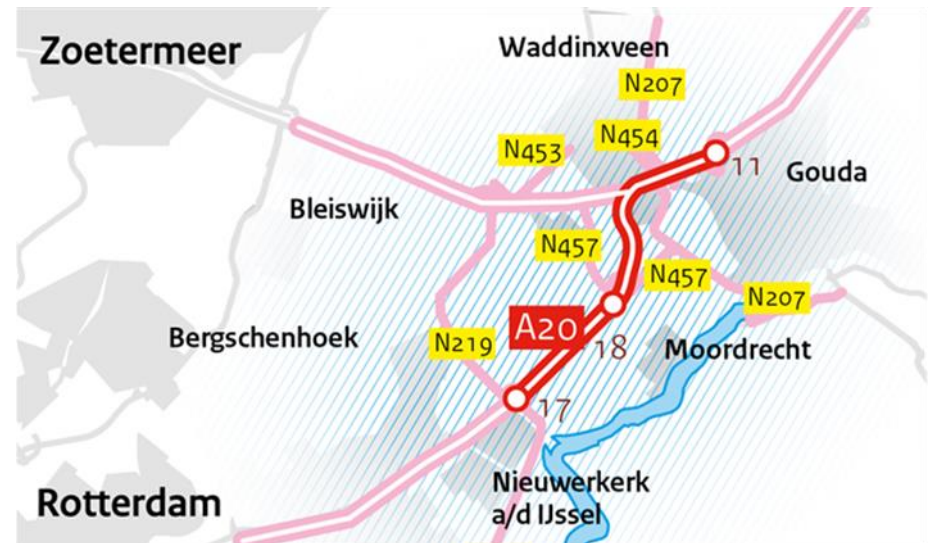 Zoetermeer
Waddinxveen
N207
N454
N453
11
Gouda
Bleiswijk
N457
N457
N207
A20
Bergschenhoek
N219
18
Moordrecht
17
Nieuwerkerk
a/d IJssel
Rotterdam